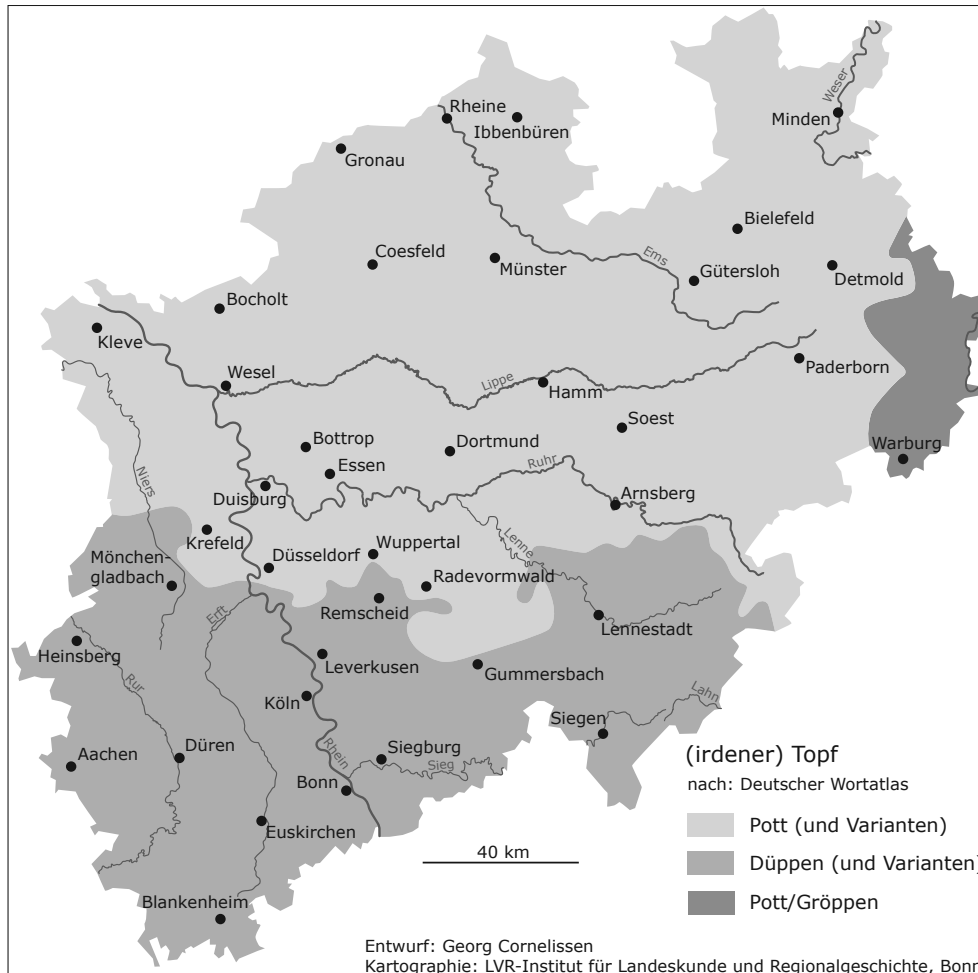 Weser
Rheine
Ibbenbüren
Minden
Gronau
Bielefeld
Ems
Coesfeld
Münster
Gütersloh
Detmold
Bocholt
Kleve
Wesel
Lippe
Hamm
Paderborn
Soest
Bottrop
Dortmund
Warburg
Essen
Ruhr
Niers
Duisburg
Arnsberg
Krefeld
Lenne
Mönchen-
gladbach
Düsseldorf
Wuppertal
Radevormwald
Erft
Remscheid
Lennestadt
Heinsberg
Leverkusen
Gummersbach
Rur
Köln
Lahn
Siegen
Aachen
Düren
Rhein
Siegburg
Sieg
Bonn
Euskirchen
Blankenheim
40 km
(irdener) Topf
nach: Deutscher Wortatlas
Pott (und Varianten)
Düppen (und Varianten)
Pott/Gröppen
Entwurf: Georg Cornelissen
Kartographie: LVR-Institut für Landeskunde und Regionalgeschichte, Bonn